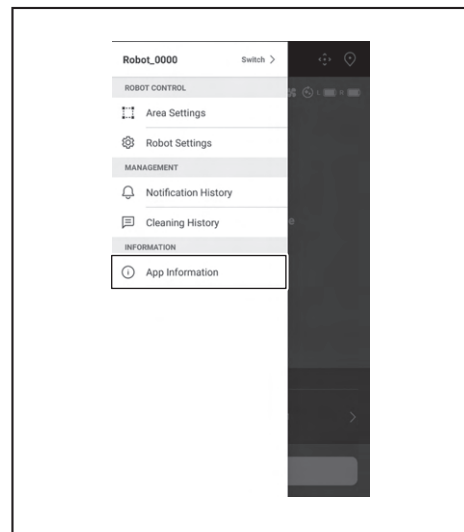 Robot_0000
Switch >
ROBOT CONTROL
Area Settings
Robot Settings
MANAGEMENT
Notification History
Cleaning History
INFORMATION
App Information